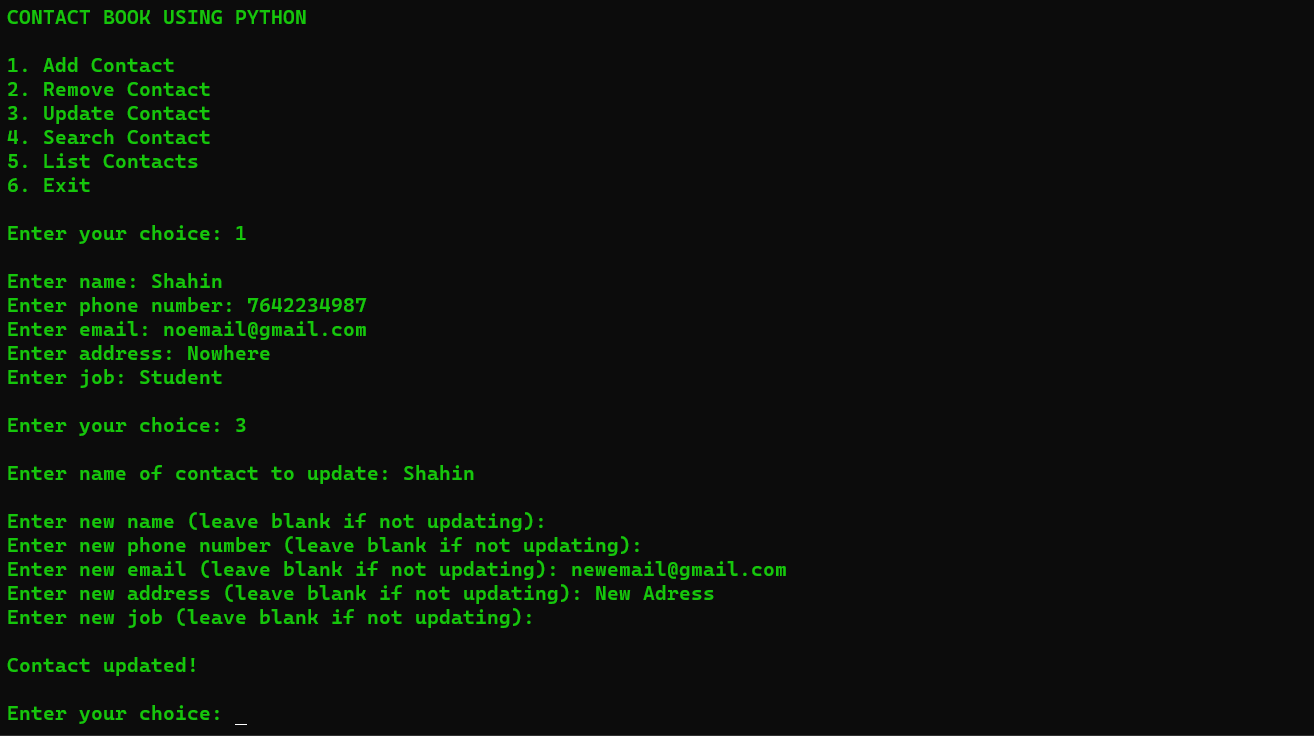 CONTACT BOOK USING PYTHON
1. Add Contact
2. Remove Contact
3. Update Contact
4. Search Contact
5. List Contacts
6. Exit
Enter your choice: 1
Enter name: Shahin
Enter phone number: 7642234987
Enter email: noemail@gmail.com
Enter address: Nowhere
Enter job: Student
Enter your choice: 3
Enter name of contact to update: Shahin
Enter new name (leave blank if not updating):
Enter new phone number (leave blank if not updating):
Enter new email (leave blank if not updating): newemail@gmail.com
Enter new address (leave blank if not updating): New Adress
Enter new job (leave blank if not updating):
Contact updated!
Enter your choice: _